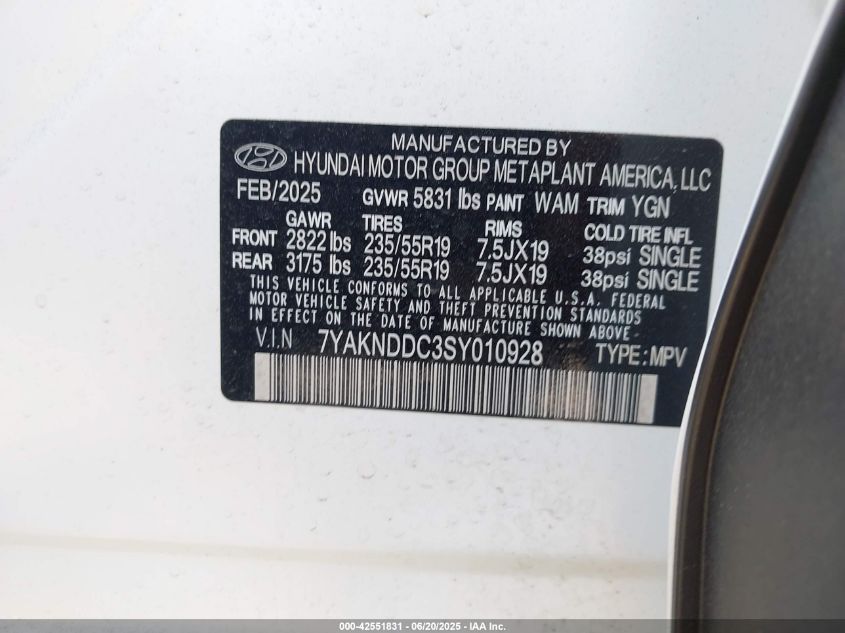 MANUFACTURED BY
HYUNDAI MOTOR GROUP METAPLANT AMERICA, LLC
FEB/2025 GVWR 5831 lbs PAINT WAM TRIM YGN
GAWR TIRES RIMS COLD TIRE INFL
FRONT 2822 lbs 235/55R19 7.5JX19 38psi SINGLE
REAR 3175 lbs 235/55R19 7.5JX19 38psi SINGLE
THIS VEHICLE CONFORMS TO ALL APPLICABLE U.S.A. FEDERAL
MOTOR VEHICLE SAFETY AND THEFT PREVENTION STANDARDS
IN EFFECT ON THE DATE OF MANUFACTURE SHOWN ABOVE.
V.I.N 7YAKNDDC3SY010928 TYPE:MPV
000-42551831 - 06/20/2025 - IAA Inc.